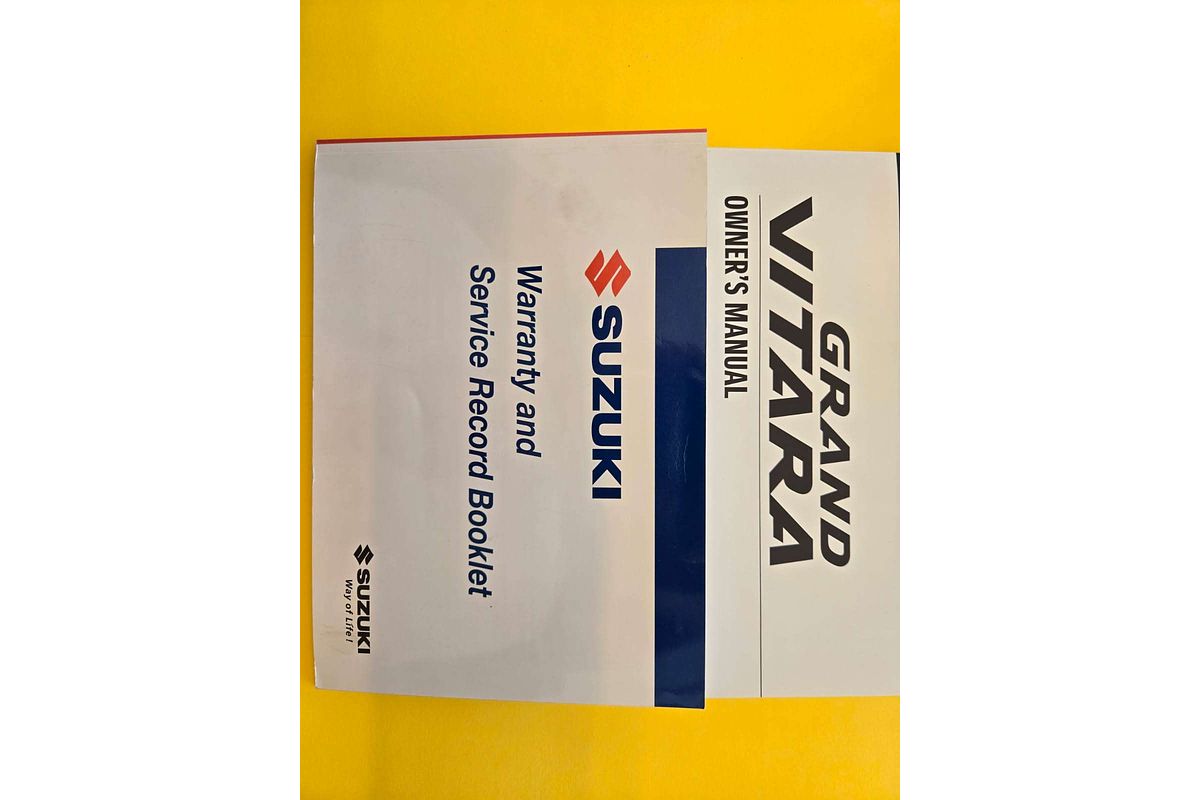 GRAND
VITARA
OWNER'S MANUAL
SUZUKI
Warranty and
Service Record Booklet
SUZUKI
Way of Life!